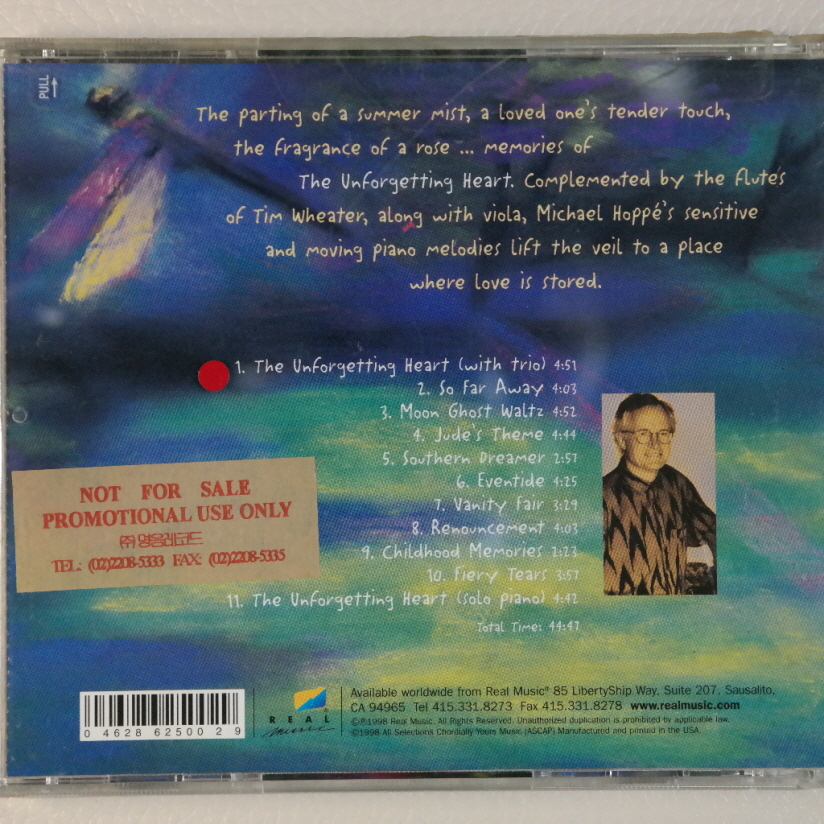 PULL
The parting of a summer mist, a loved one's tender touch,
the fragrance of a rose ... memories of
The Unforgetting Heart. Complemented by the flutes
of Tim Wheater, along with viola, Michael Hoppé's sensitive
and moving piano melodies lift the veil to a place
where love is stored.
1. The Unforgetting Heart (with trio) 4:51
2. So Far Away 4:03
3. Moon Ghost Waltz 4:52
4. Jude's Theme 4:44
5. Southern Dreamer 2:57
6. Eventide 4:25
7. Vanity Fair 3:29
8. Renouncement 4:03
9. Childhood Memories 2:23
10. Fiery Tears 3:57
11. The Unforgetting Heart (solo piano) 4:42
Total Time: 44:47
NOT FOR SALE
PROMOTIONAL USE ONLY
㈜ 명음레코드
TEL: (02)2208-5333 FAX: (02)2208-5335
0 4628 62500 2 9
REAL
music
Available worldwide from Real Music® 85 LibertyShip Way, Suite 207, Sausalito,
CA 94965 Tel 415.331.8273 Fax 415.331.8278 www.realmusic.com
©℗1998 Real Music. All Rights Reserved. Unauthorized duplication is prohibited by applicable law.
©1998 All Selections Chordially Yours Music (ASCAP) Manufactured and printed in the USA